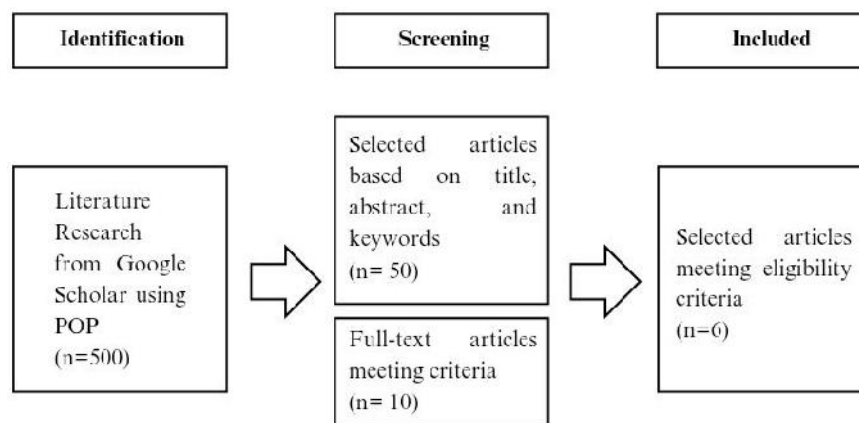 Identification
Screening
Included
Literature
Research
from Google
Scholar using
POP
(n=500)
Selected articles
based on title,
abstract, and
keywords
(n= 50)
Full-text articles
meeting criteria
(n= 10)
Selected articles
meeting eligibility
criteria
(n=6)